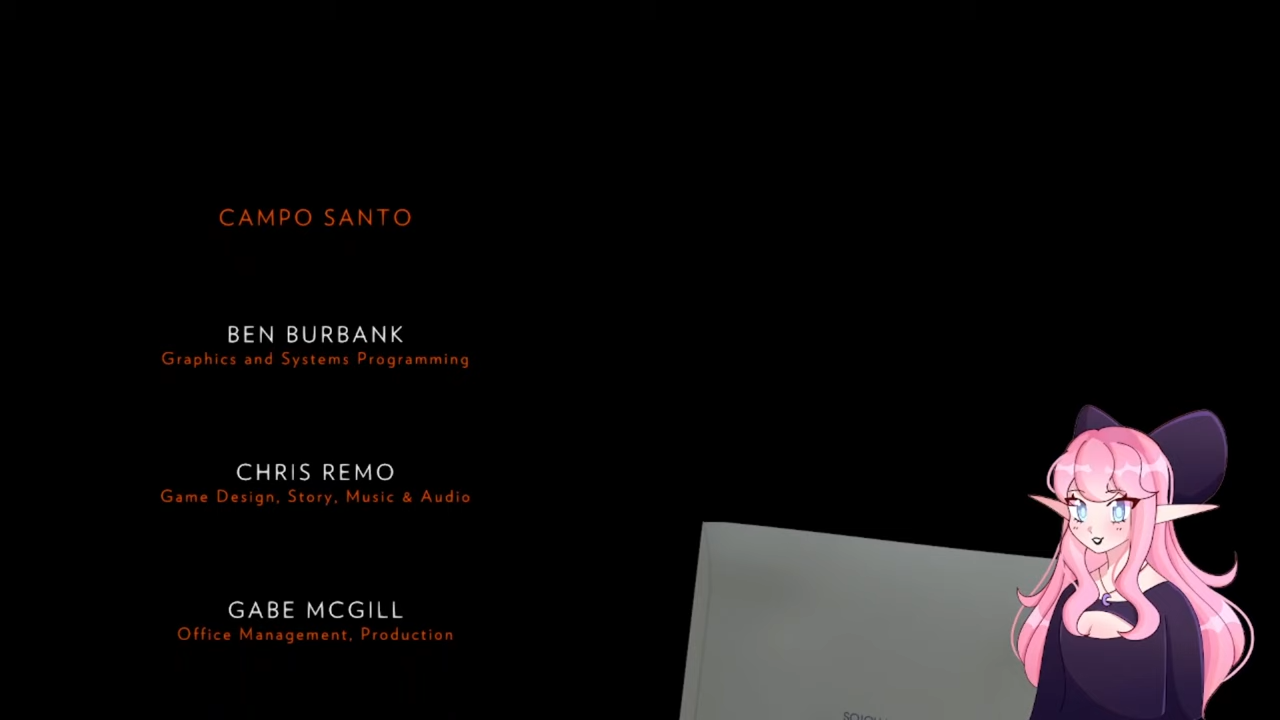 CAMPO SANTO
BEN BURBANK
Graphics and Systems Programming
CHRIS REMO
Game Design, Story, Music & Audio
GABE MCGILL
Office Management, Production